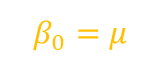 β₀ = μ